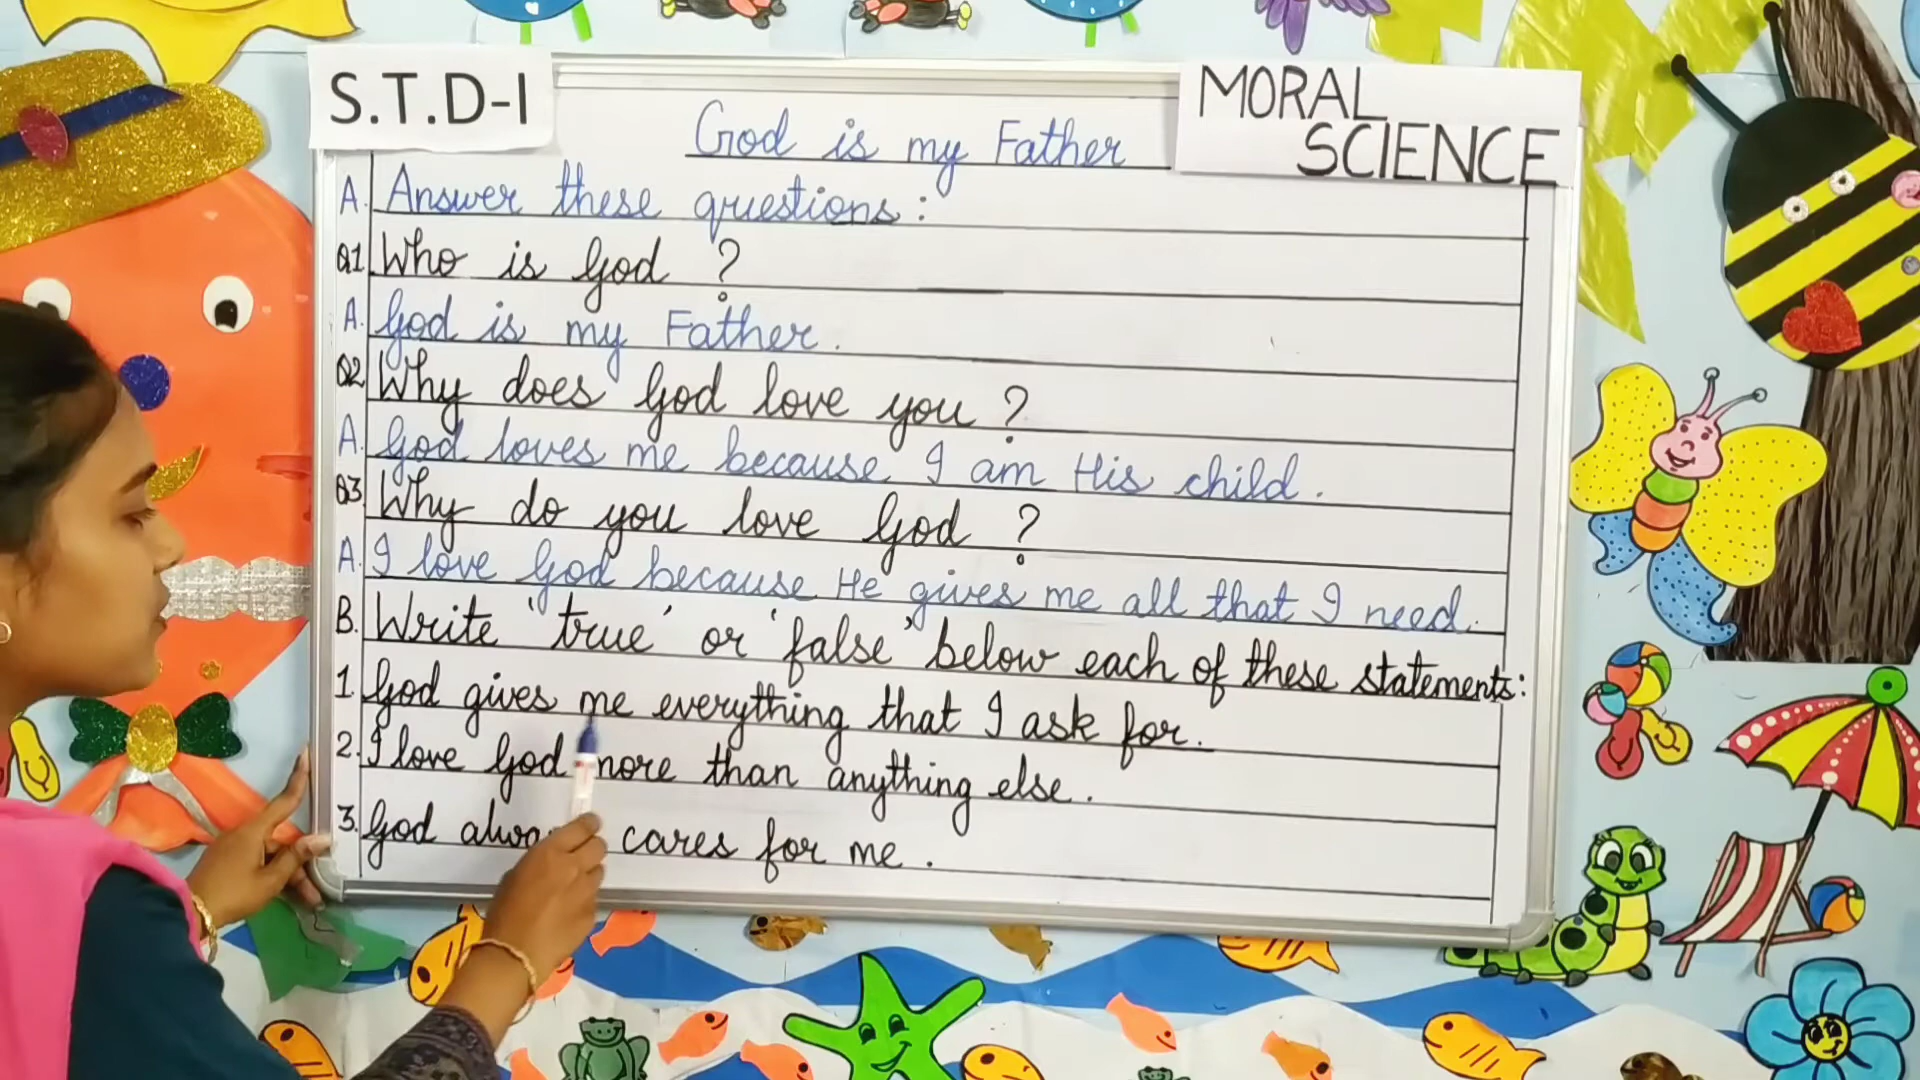 S.T.D-I
MORAL
SCIENCE
God is my Father
A. Answer these questions:
Q1 Who is God ?
A. God is my Father.
Q2 Why does God love you ?
A. God loves me because I am His child.
Q3. Why do you love God ?
A. I love God because He gives me all that I need.
B. Write 'true' or 'false' below each of these statements:
1. God gives me everything that I ask for.
2. I love God more than anything else.
3. God cares for me.